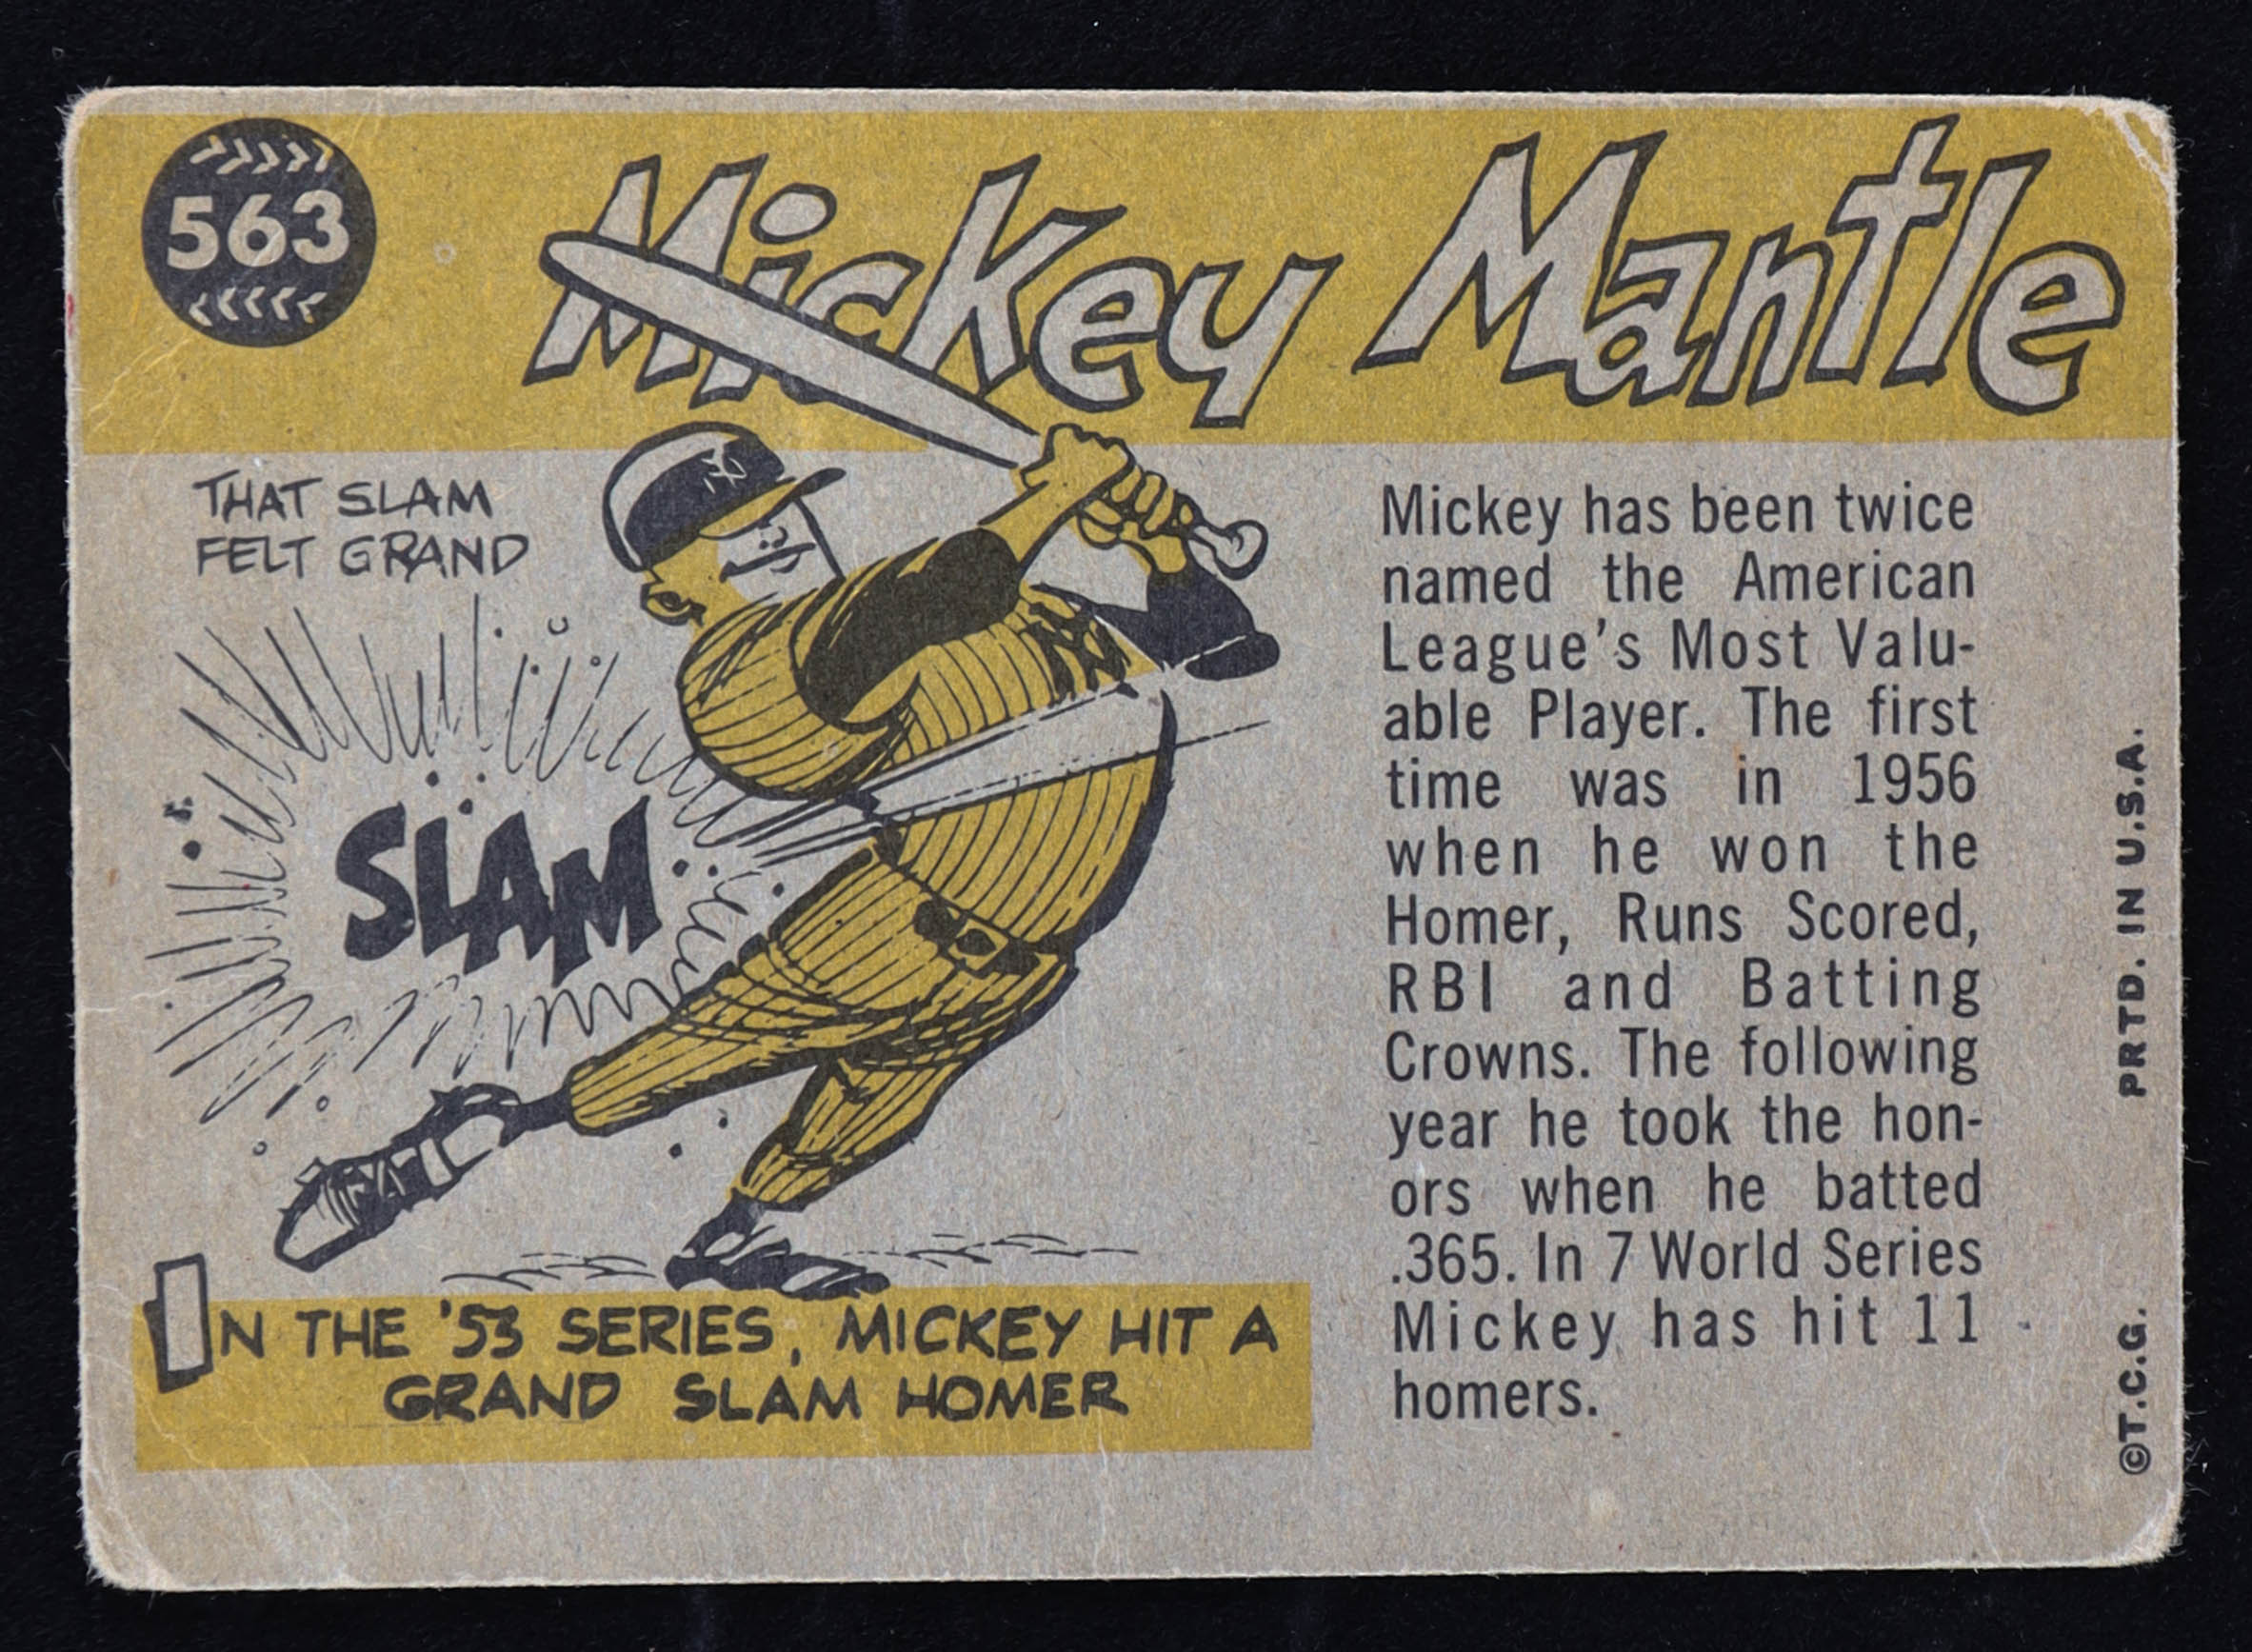 563
Mickey Mantle
THAT SLAM
FELT GRAND
SLAM
IN THE '53 SERIES, MICKEY HIT A
GRAND SLAM HOMER
Mickey has been twice
named the American
League's Most Valu-
able Player. The first
time was in 1956
when he won the
Homer, Runs Scored,
RBI and Batting
Crowns. The following
year he took the hon-
ors when he batted
.365. In 7 World Series
Mickey has hit 11
homers.
©T.C.G. PRTD. IN U.S.A.